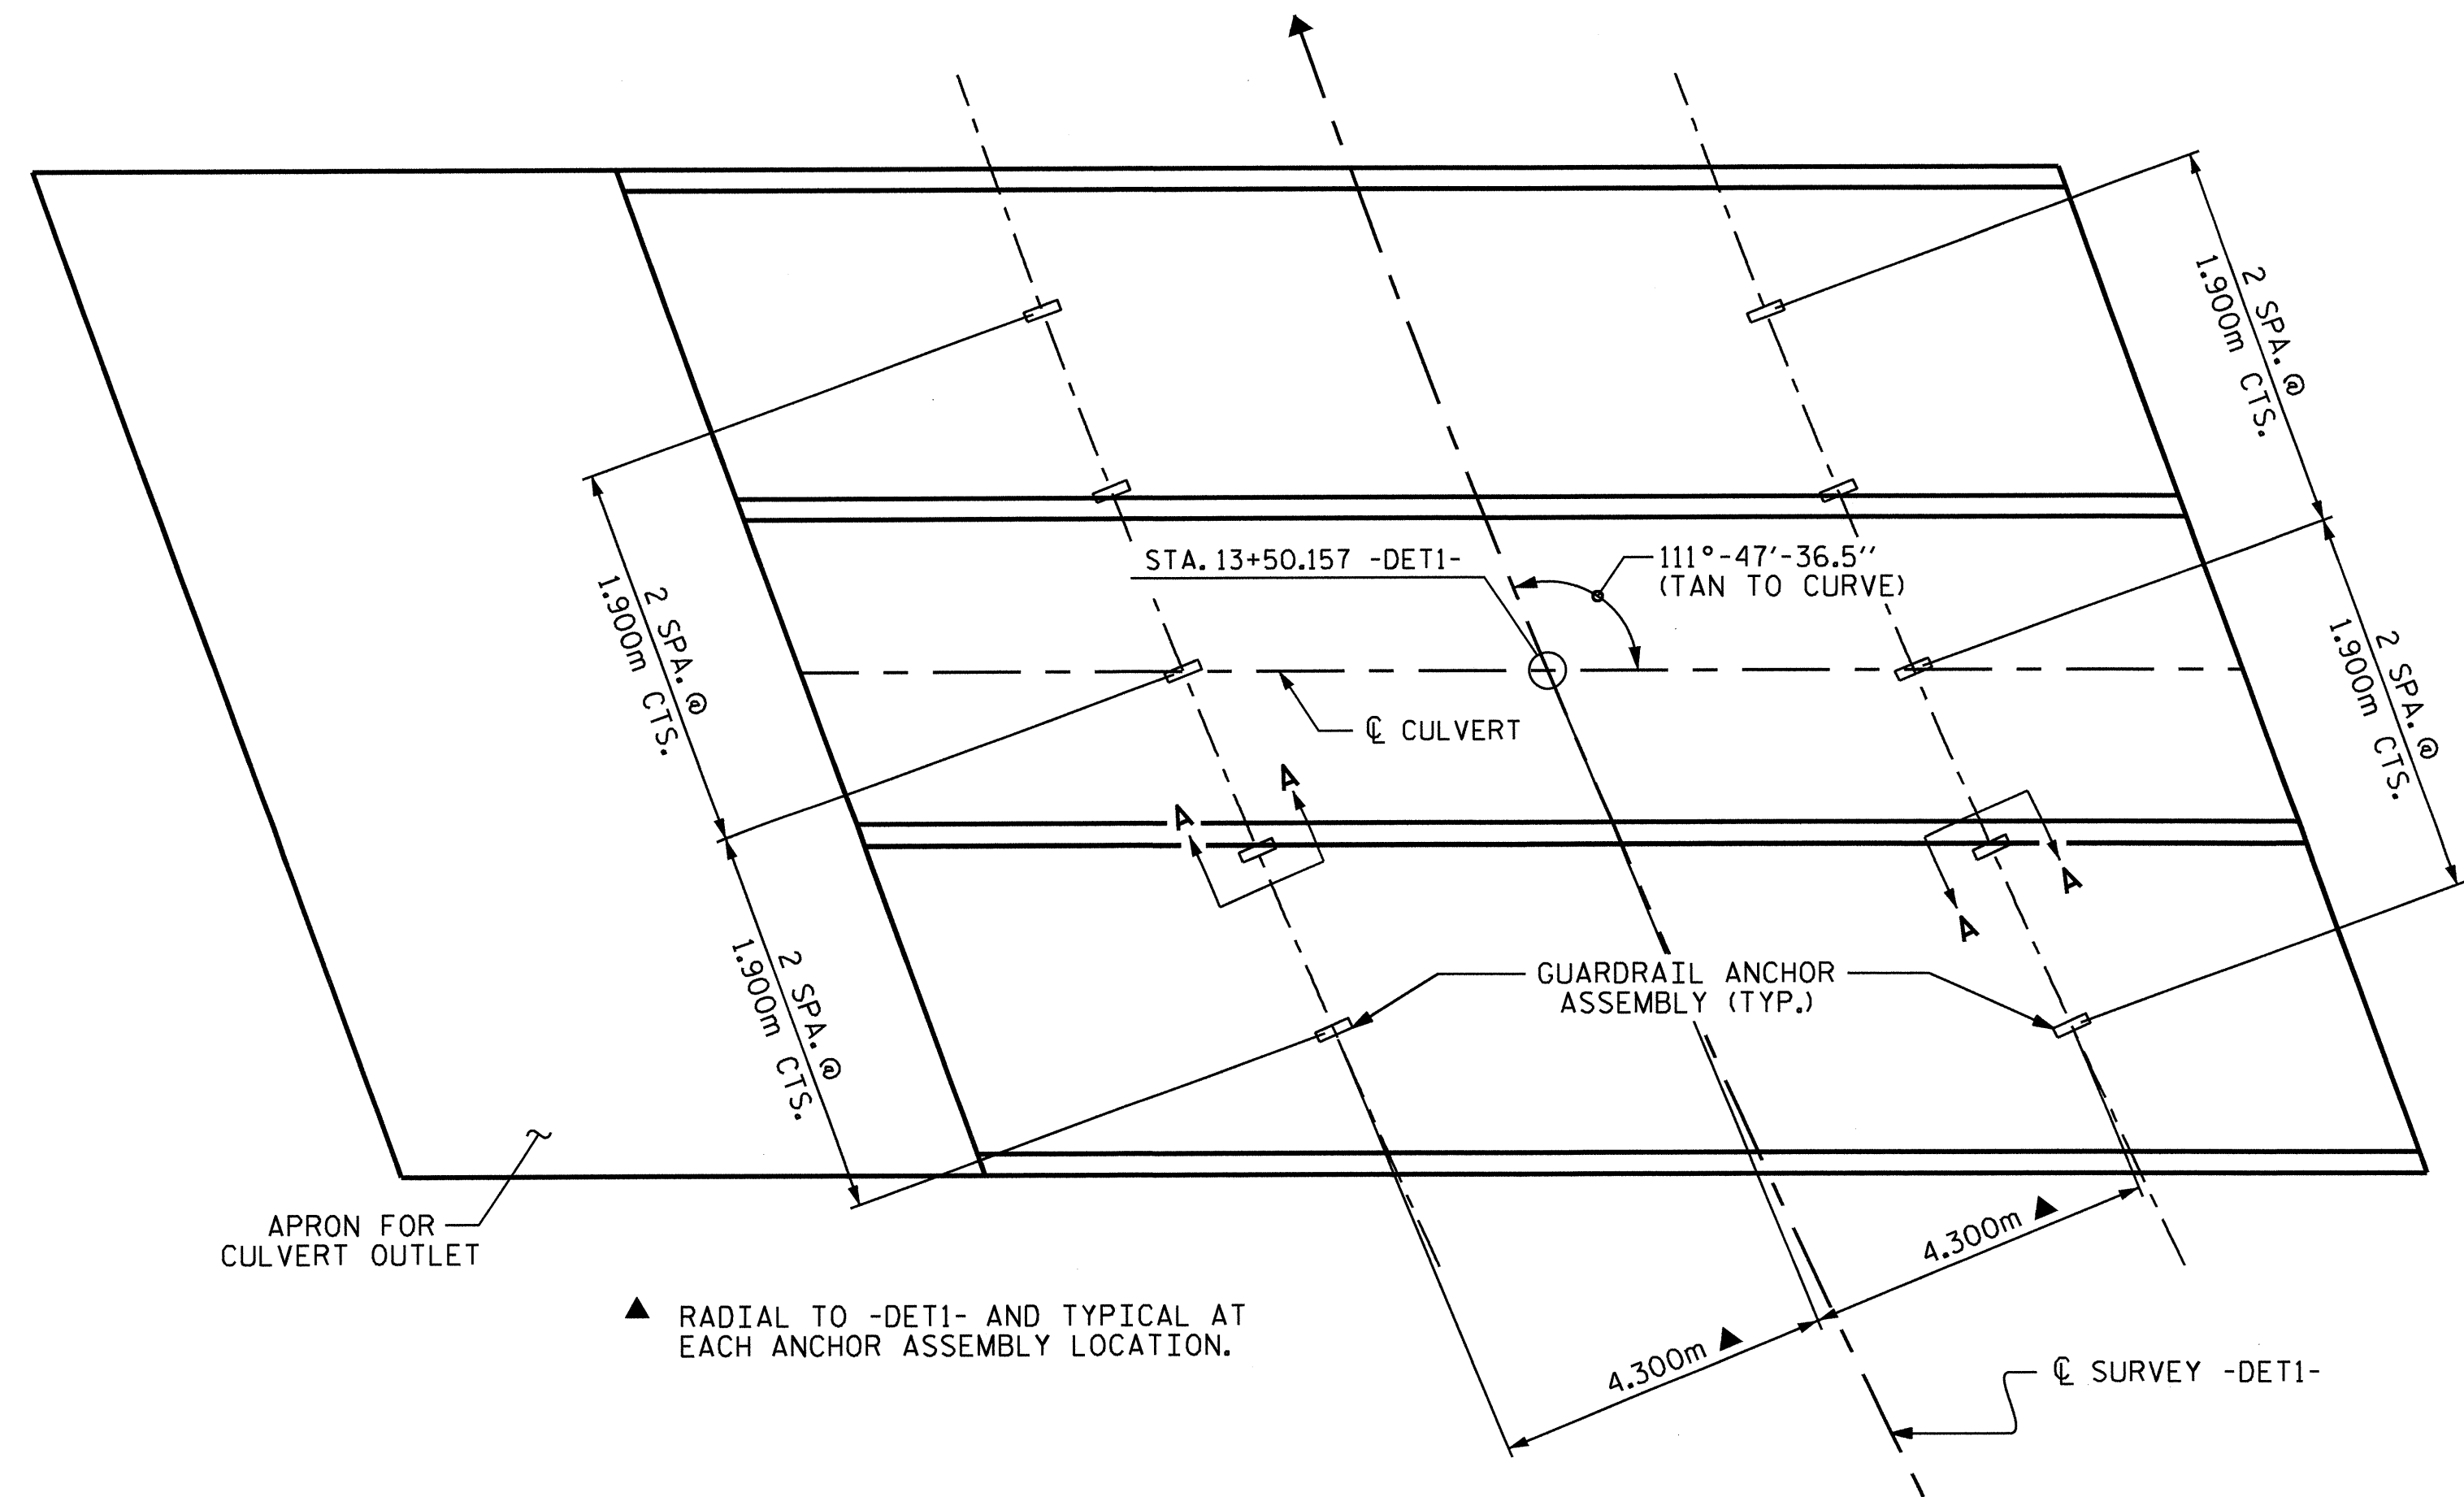 2 SPA. @
1.900m CTS.
STA. 13+50.157 -DET1-
111°-47'-36.5''
(TAN TO CURVE)
2 SPA. @
1.900m CTS.
2 SPA. @
1.900m CTS.
℄ CULVERT
A
A
A
A
GUARDRAIL ANCHOR
ASSEMBLY (TYP.)
2 SPA. @
1.900m CTS.
APRON FOR
CULVERT OUTLET
4.300m ▲
4.300m ▲
▲ RADIAL TO -DET1- AND TYPICAL AT
EACH ANCHOR ASSEMBLY LOCATION.
℄ SURVEY -DET1-